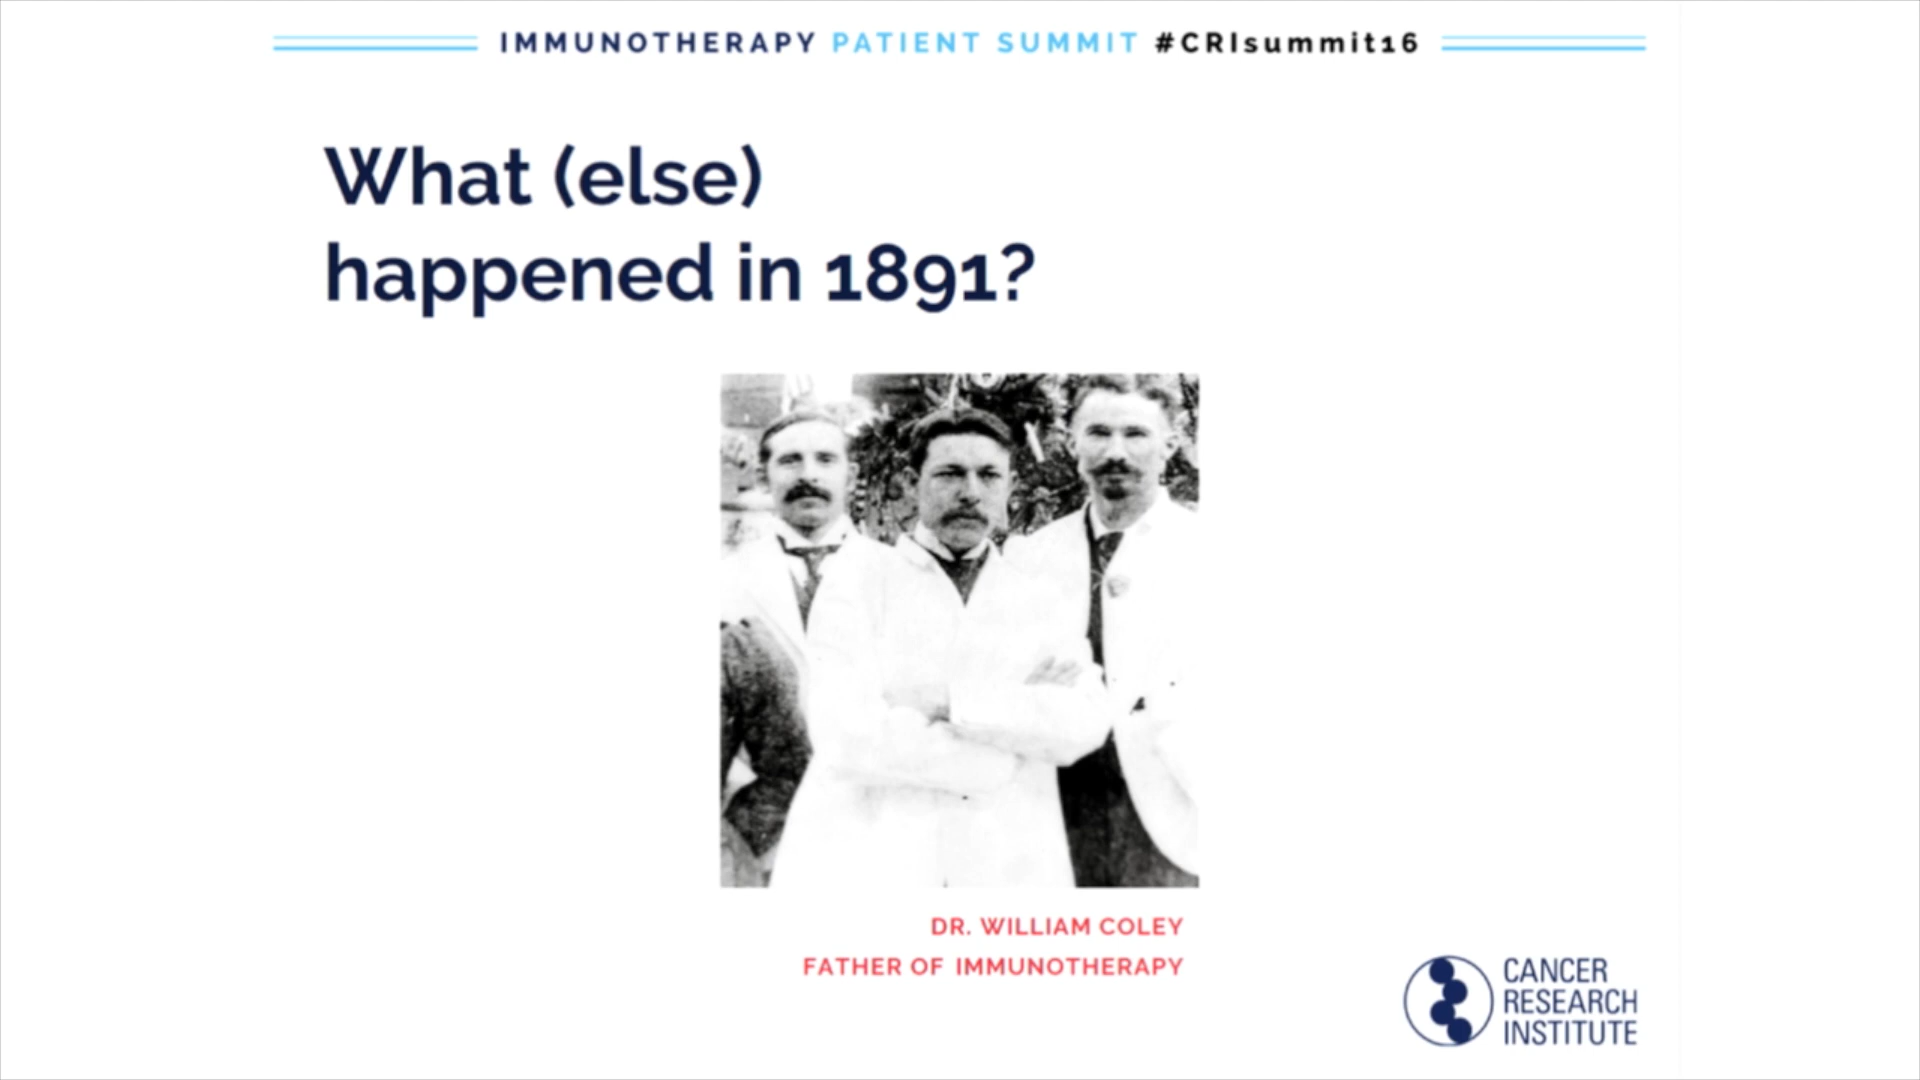 IMMUNOTHERAPY PATIENT SUMMIT #CRIsummit16
What (else)
happened in 1891?
DR. WILLIAM COLEY
FATHER OF IMMUNOTHERAPY
CANCER
RESEARCH
INSTITUTE